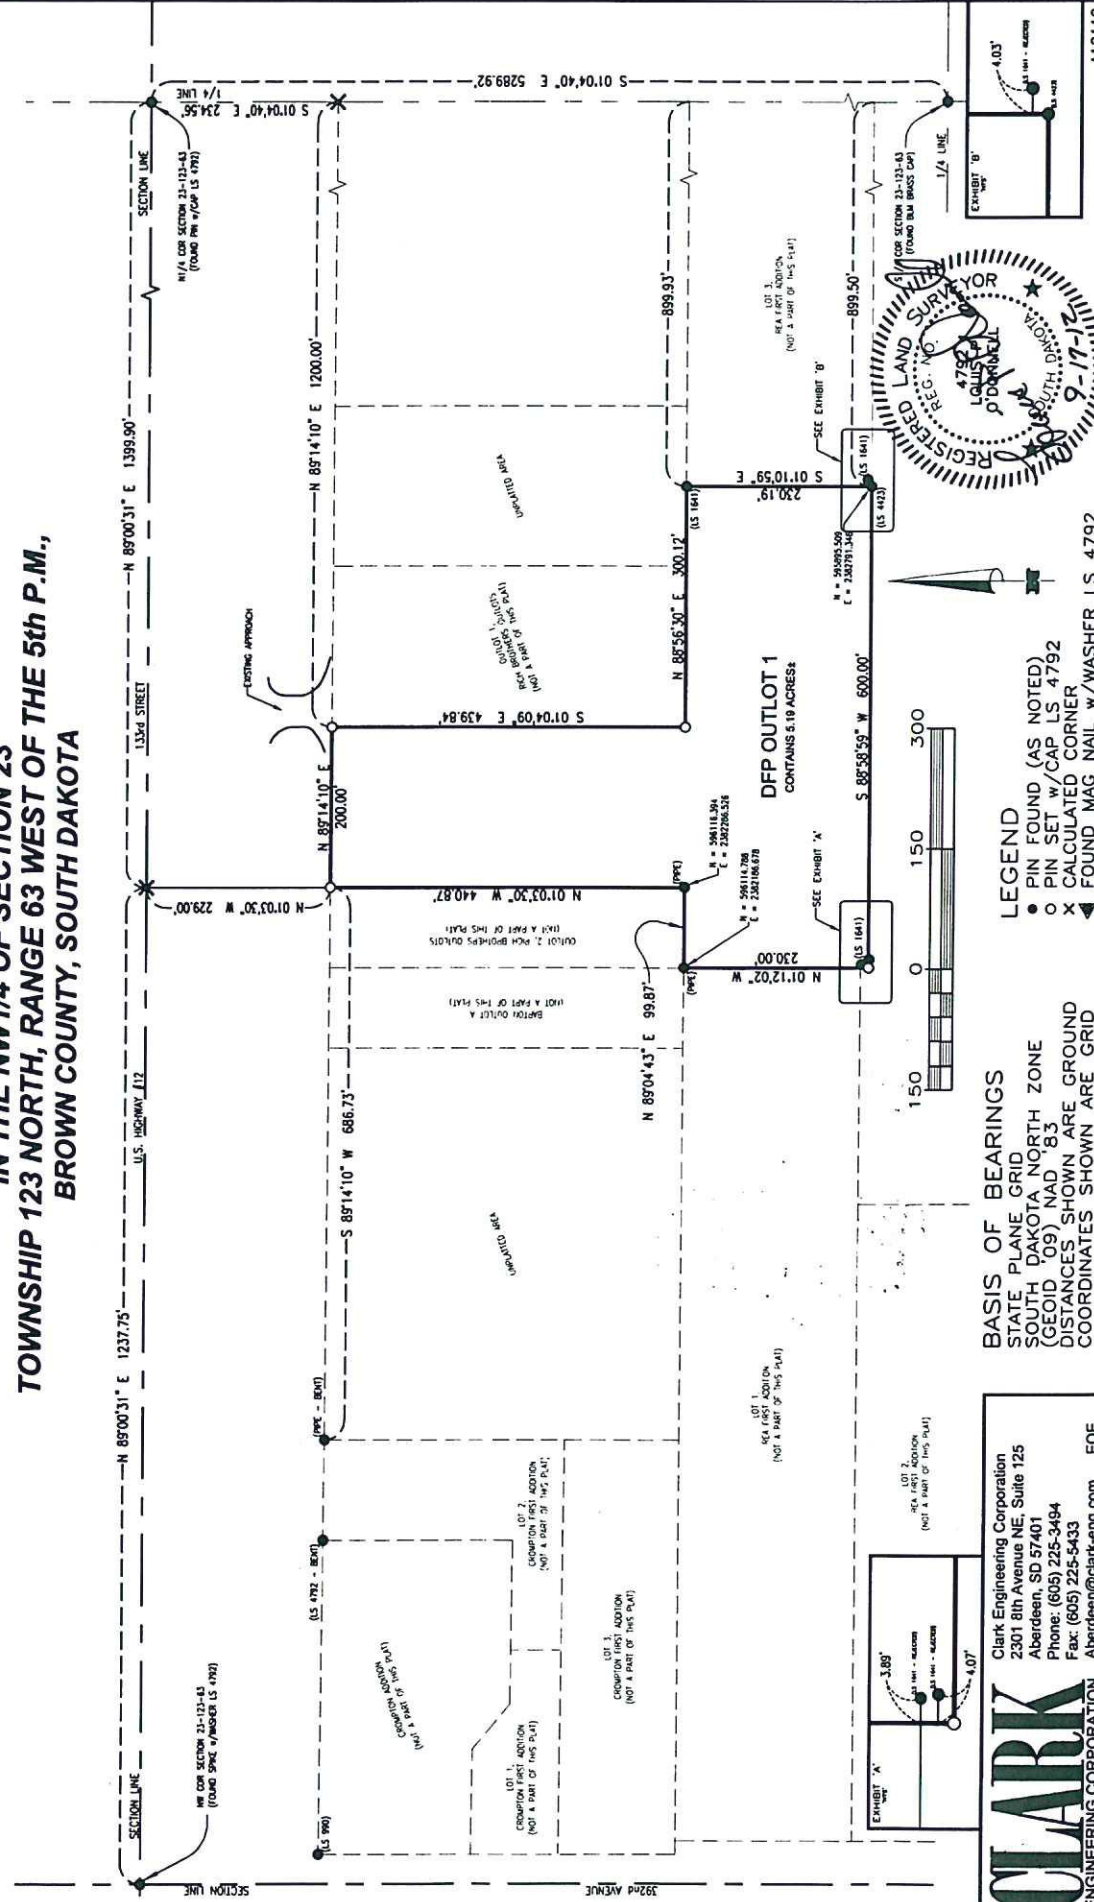 IN THE NW1/4 OF SECTION 23
TOWNSHIP 123 NORTH, RANGE 63 WEST OF THE 5th P.M.,
BROWN COUNTY, SOUTH DAKOTA
N 89°00'31" E 1237.75'
N 89°00'31" E 1399.90'
SECTION LINE
U.S. HIGHWAY #12
133rd STREET
SECTION LINE
NW COR SECTION 23-123-63
(FOUND SPIKE w/WASHER LS 4792)
N1/4 COR SECTION 23-123-63
(FOUND PIN w/CAP LS 4792)
S 01°04'40" E 234.56'
1/4 LINE
S 01°04'40" E 5289.92'
EXISTING APPROACH
N 01°03'30" W 229.00'
N 89°14'10" E
200.00'
N 89°14'10" E 1200.00'
(LS 990)
(LS 4792 - BENT)
(PIPE - BENT)
S 89°14'10" W 686.73'
CROMPTON ADDITION
(NOT A PART OF THIS PLAT)
LOT 1,
CROMPTON FIRST ADDITION
(NOT A PART OF THIS PLAT)
LOT 2,
CROMPTON FIRST ADDITION
(NOT A PART OF THIS PLAT)
LOT 3,
CROMPTON FIRST ADDITION
(NOT A PART OF THIS PLAT)
UNPLATTED AREA
BARTON OUTLOT A
(NOT A PART OF THIS PLAT)
OUTLOT 2, RICH BROTHERS OUTLOTS
(NOT A PART OF THIS PLAT)
N 01°03'30" W 440.87'
S 01°04'09" E 439.84'
OUTLOT 1,
RICH BROTHERS OUTLOTS
(NOT A PART OF THIS PLAT)
UNPLATTED AREA
N 89°04'43" E 99.87'
(PIPE)
(PIPE)
N = 596116.394
E = 2382286.526
N = 596114.788
E = 2382186.678
N 88°56'30" E 300.12'
(LS 1641)
899.93'
DFP OUTLOT 1
CONTAINS 5.19 ACRES±
N 01°12'02" W
230.00'
S 01°10'59" E
230.19'
SEE EXHIBIT 'A'
SEE EXHIBIT 'B'
(LS 1641)
(LS 1641)
(LS 4423)
S 88°58'59" W 600.00'
899.50'
LOT 3,
REA FIRST ADDITION
(NOT A PART OF THIS PLAT)
LOT 1,
REA FIRST ADDITION
(NOT A PART OF THIS PLAT)
LOT 2,
REA FIRST ADDITION
(NOT A PART OF THIS PLAT)
COR SECTION 23-123-63
(FOUND BLM BRASS CAP)
1/4 LINE
SECTION LINE
392nd AVENUE
150 0 150 300
EXHIBIT 'A'
3.89'
4.07'
EXHIBIT 'B'
4.03'
LS 4423
CLARK
ENGINEERING CORPORATION
Clark Engineering Corporation
2301 8th Avenue NE, Suite 125
Aberdeen, SD 57401
Phone: (605) 225-3494
Fax: (605) 225-5433
Aberdeen@clark-eng.com EOE
BASIS OF BEARINGS
STATE PLANE GRID
SOUTH DAKOTA NORTH ZONE
(GEOID '09) NAD '83
DISTANCES SHOWN ARE GROUND
COORDINATES SHOWN ARE GRID
LEGEND
● PIN FOUND (AS NOTED)
○ PIN SET w/CAP LS 4792
X CALCULATED CORNER
FOUND MAG NAIL w/WASHER LS 4792
REGISTERED LAND SURVEYOR
REG. NO.
4792
LOUIS P
O'DONNELL
SOUTH DAKOTA
9-17-12